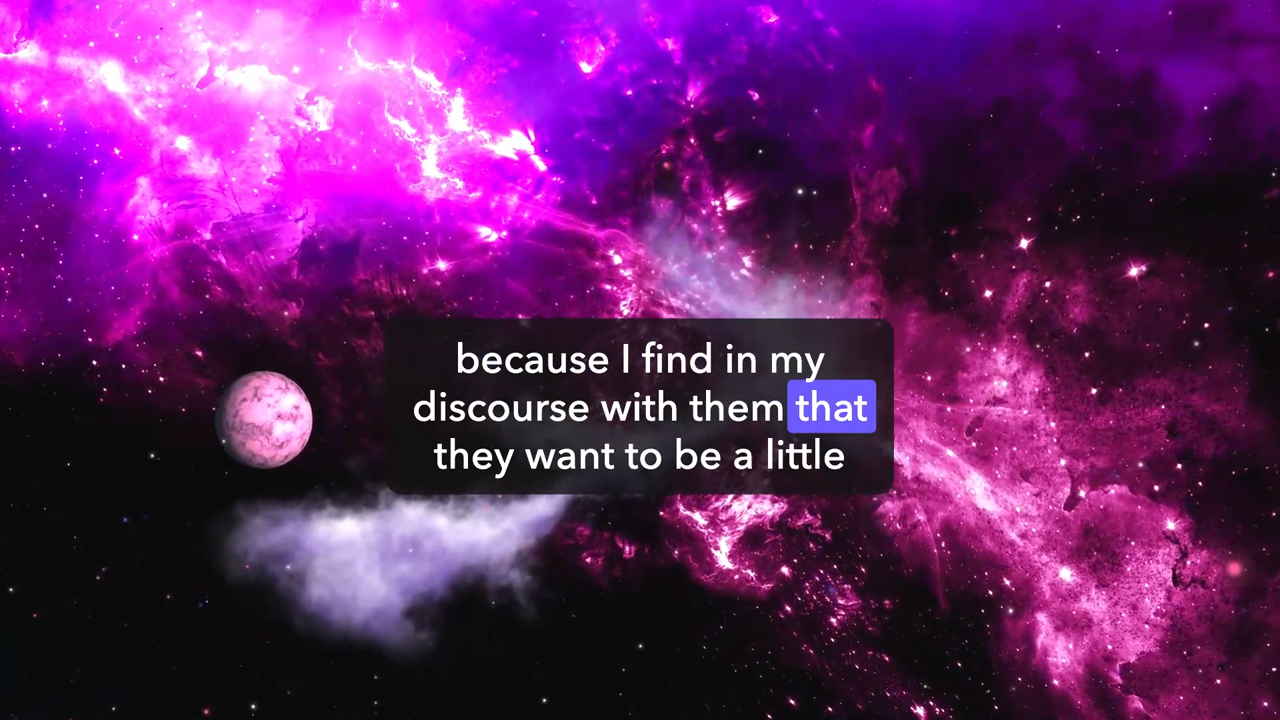 because I find in my
discourse with them that
they want to be a little